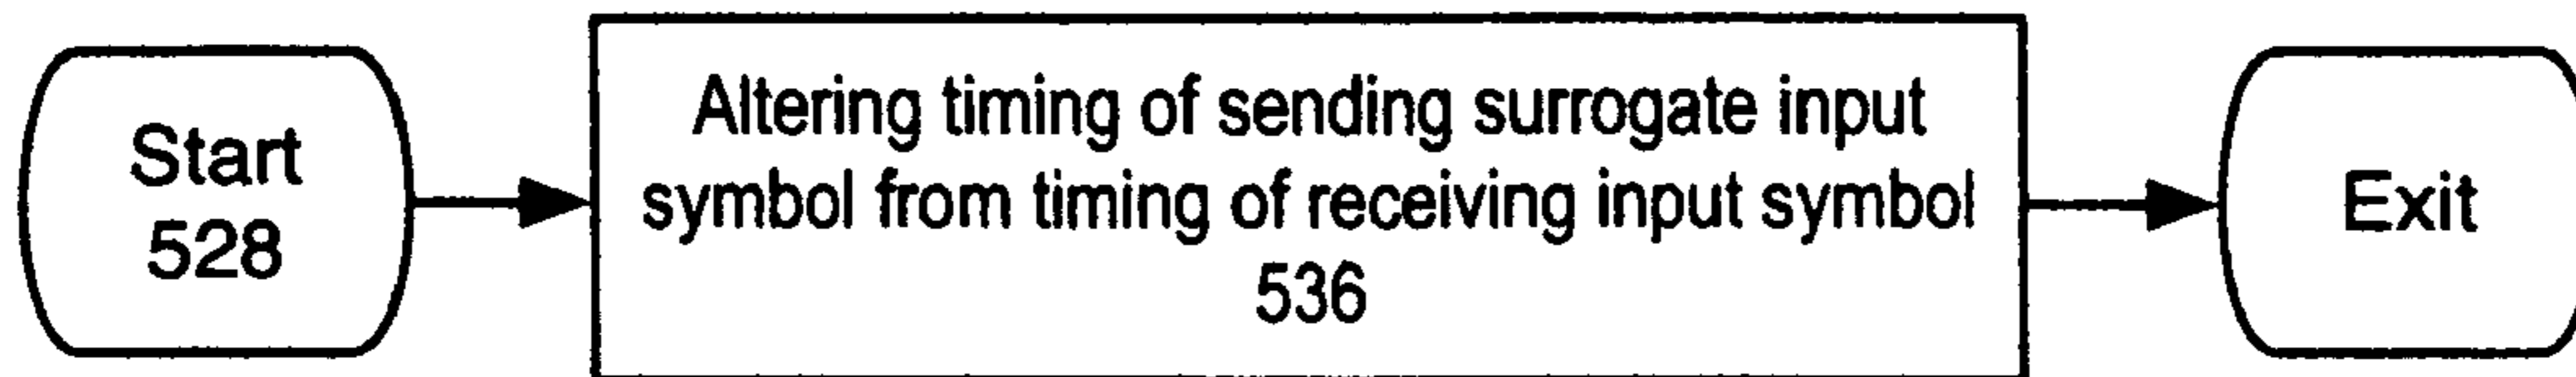 Start
528
Altering timing of sending surrogate input
symbol from timing of receiving input symbol
536
Exit